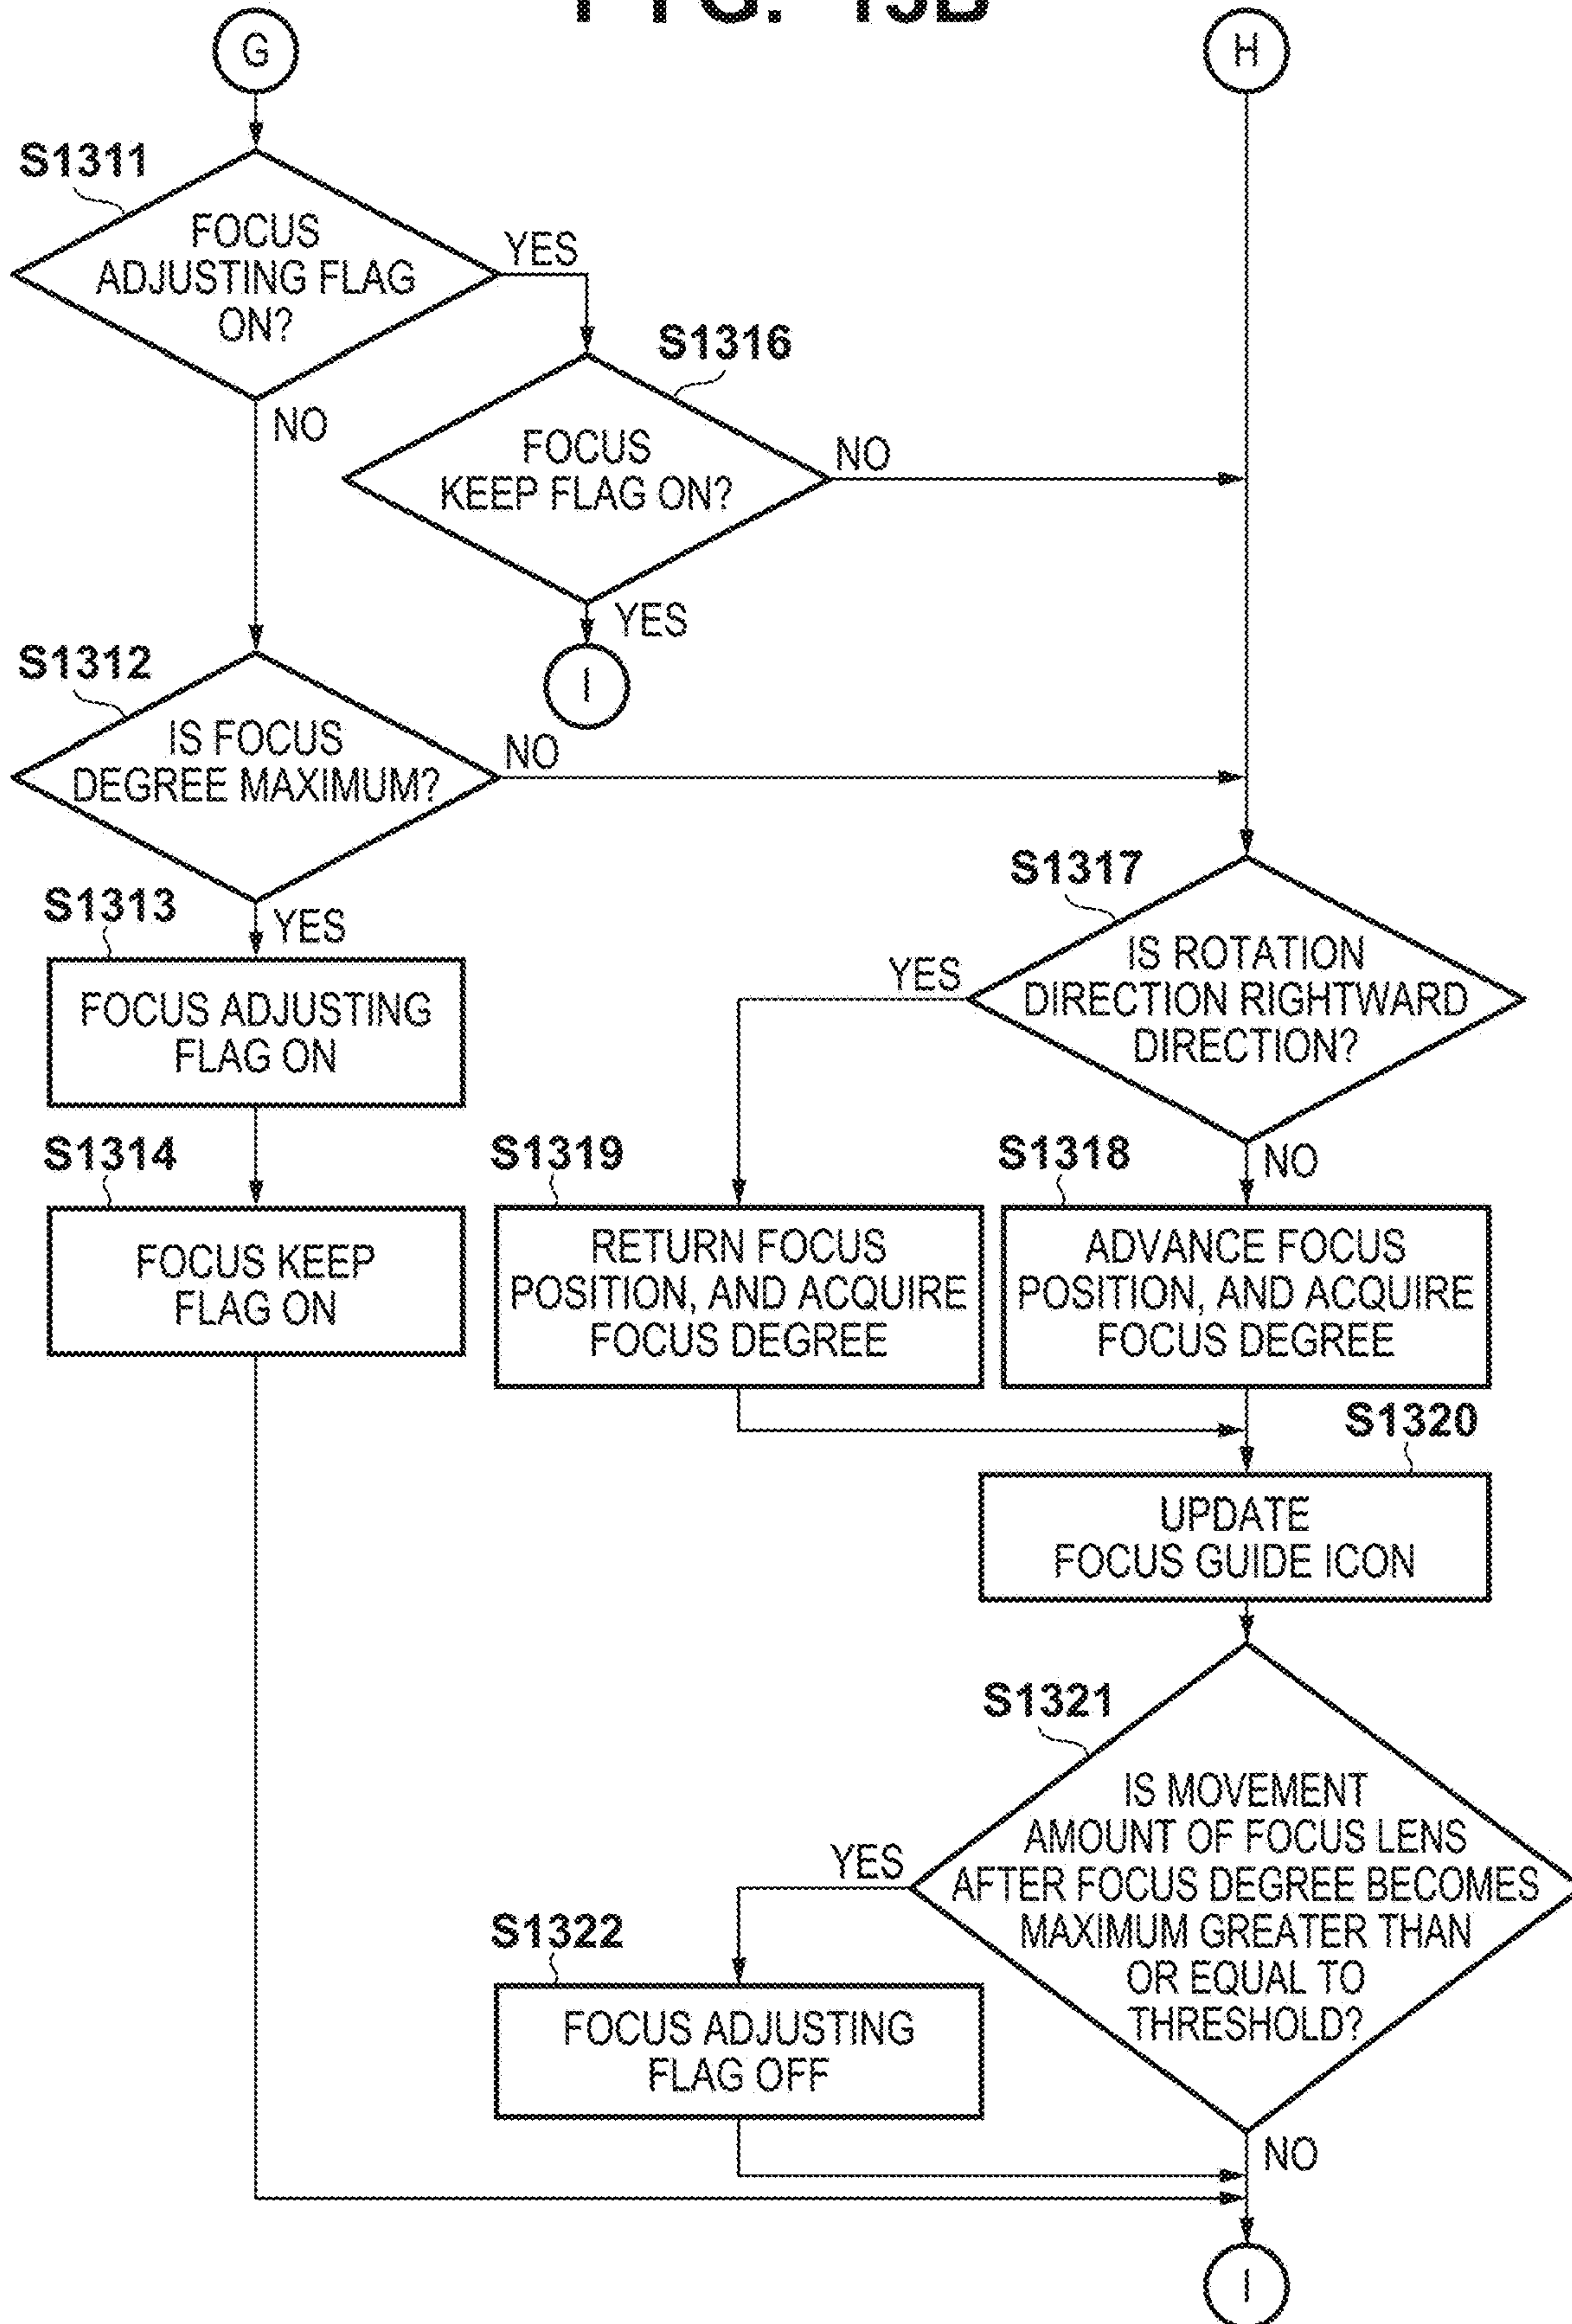 FIG. 13B
G
H
S1311
FOCUS
ADJUSTING FLAG
ON?
YES
NO
S1316
FOCUS
KEEP FLAG ON?
NO
YES
I
S1312
IS FOCUS
DEGREE MAXIMUM?
NO
YES
S1313
FOCUS ADJUSTING
FLAG ON
S1314
FOCUS KEEP
FLAG ON
S1317
IS ROTATION
DIRECTION RIGHTWARD
DIRECTION?
YES
NO
S1319
RETURN FOCUS
POSITION, AND ACQUIRE
FOCUS DEGREE
S1318
ADVANCE FOCUS
POSITION, AND ACQUIRE
FOCUS DEGREE
S1320
UPDATE
FOCUS GUIDE ICON
S1321
IS MOVEMENT
AMOUNT OF FOCUS LENS
AFTER FOCUS DEGREE BECOMES
MAXIMUM GREATER THAN
OR EQUAL TO
THRESHOLD?
YES
NO
S1322
FOCUS ADJUSTING
FLAG OFF
I